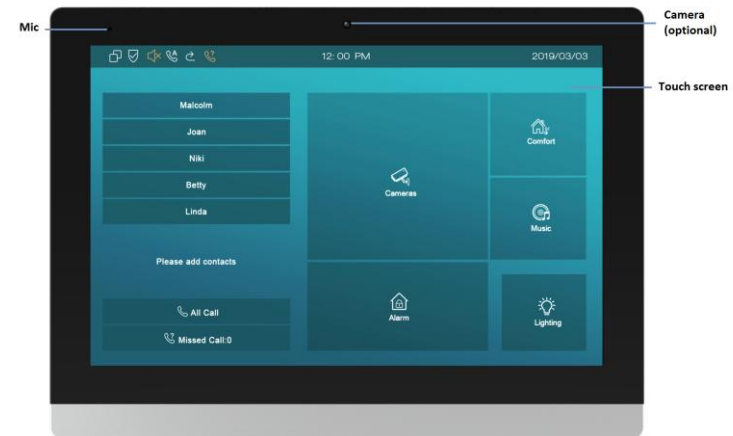 Mic
Camera
(optional)
12: 00 PM
2019/03/03
Touch screen
Malcolm
Joan
Niki
Betty
Linda
Please add contacts
All Call
Missed Call:0
Cameras
Alarm
Comfort
Music
Lighting